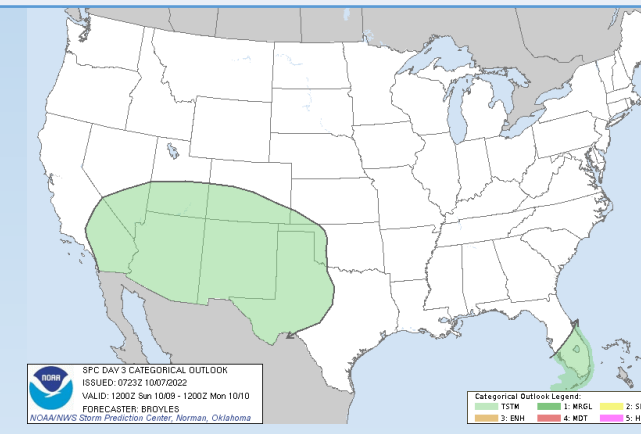 noaa
SPC DAY 3 CATEGORICAL OUTLOOK
ISSUED: 0723Z 10/07/2022
VALID: 1200Z Sun 10/09 - 1200Z Mon 10/10
FORECASTER: BROYLES
NOAA/NWS Storm Prediction Center, Norman, Oklahoma
Categorical Outlook Legend:
TSTM 1: MRGL 2: S
3: ENH 4: MDT 5: H